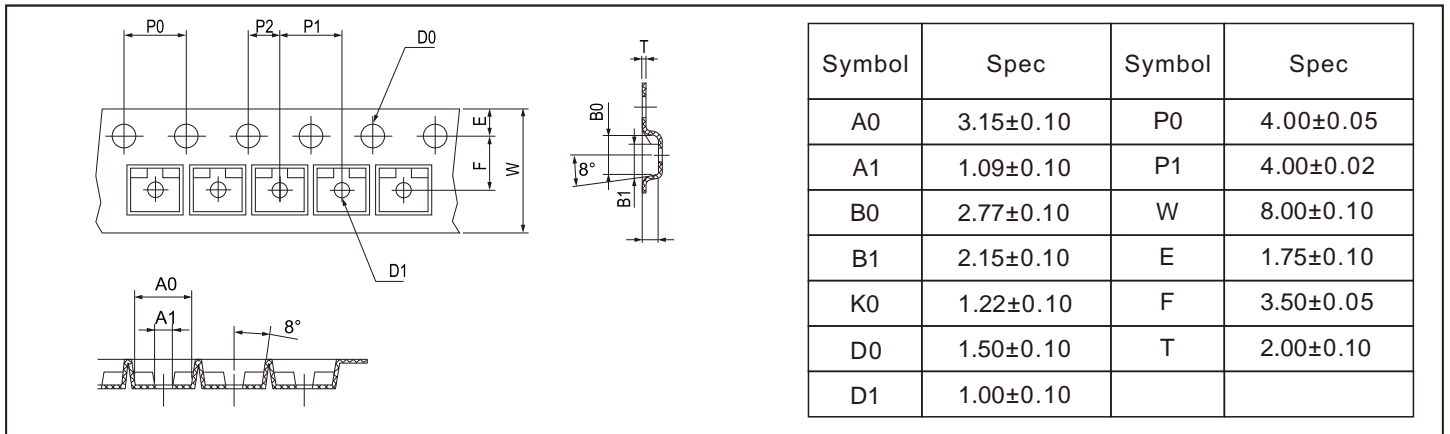 P0 P2 P1 D0
T
E
F
W
B0
8°
B1
D1
A0
A1
8°
Symbol Spec Symbol Spec
A0 3.15±0.10 P0 4.00±0.05
A1 1.09±0.10 P1 4.00±0.02
B0 2.77±0.10 W 8.00±0.10
B1 2.15±0.10 E 1.75±0.10
K0 1.22±0.10 F 3.50±0.05
D0 1.50±0.10 T 2.00±0.10
D1 1.00±0.10